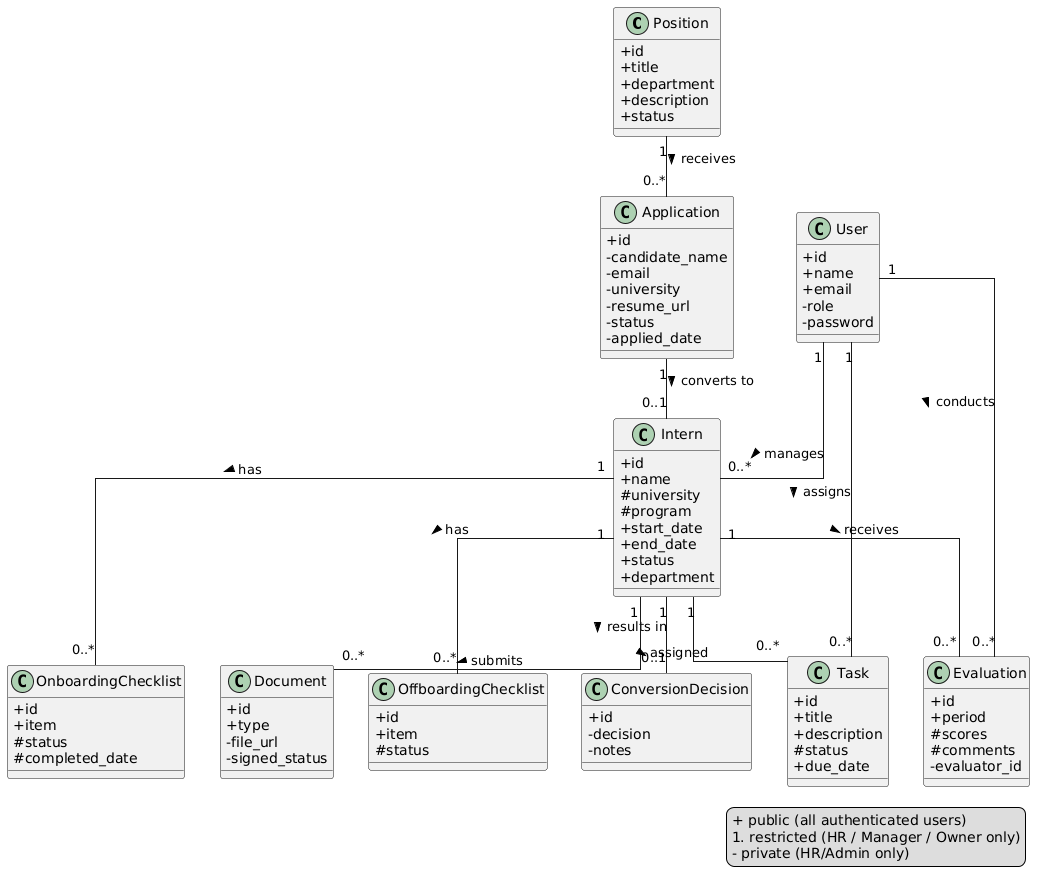 C Position
+id
+title
+department
+description
+status
1
receives
0..*
C Application
+id
-candidate_name
-email
-university
-resume_url
-status
-applied_date
C User
+id
+name
+email
-role
-password
1
1
1
1
converts to
0..1
conducts
C Intern
+id
+name
#university
#program
+start_date
+end_date
+status
+department
manages
0..*
1
has
assigns
1
has
1
receives
1
1
1
results in
0..*
0..*
0..*
submits
0..1
assigned
0..*
0..*
0..*
0..*
C OnboardingChecklist
+id
+item
#status
#completed_date
C Document
+id
+type
-file_url
-signed_status
C OffboardingChecklist
+id
+item
#status
C ConversionDecision
+id
-decision
-notes
C Task
+id
+title
+description
#status
+due_date
C Evaluation
+id
+period
#scores
#comments
-evaluator_id
+ public (all authenticated users)
1. restricted (HR / Manager / Owner only)
- private (HR/Admin only)